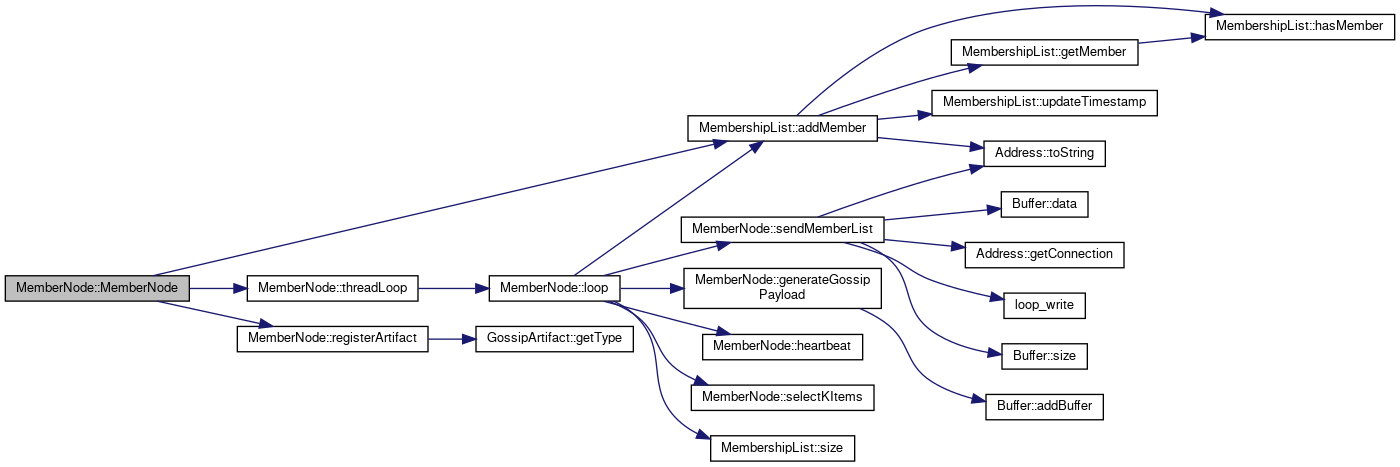 MemberNode::MemberNode
MemberNode::threadLoop
MemberNode::registerArtifact
MemberNode::loop
GossipArtifact::getType
MembershipList::addMember
MemberNode::sendMemberList
MemberNode::generateGossip
Payload
MemberNode::heartbeat
MemberNode::selectKItems
MembershipList::size
MembershipList::hasMember
MembershipList::getMember
MembershipList::updateTimestamp
Address::toString
Buffer::data
Address::getConnection
loop_write
Buffer::size
Buffer::addBuffer